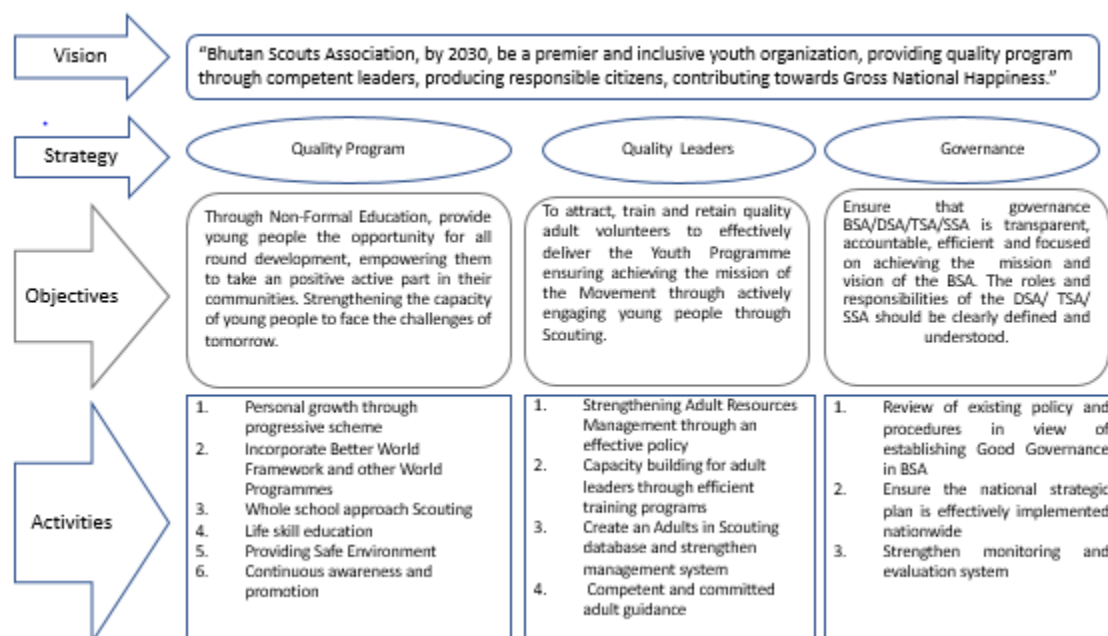 Vision
“Bhutan Scouts Association, by 2030, be a premier and inclusive youth organization, providing quality program
through competent leaders, producing responsible citizens, contributing towards Gross National Happiness.”
Strategy
Quality Program
Quality Leaders
Governance
Objectives
Through Non-Formal Education, provide
young people the opportunity for all
round development, empowering them
to take an positive active part in their
communities. Strengthening the capacity
of young people to face the challenges of
tomorrow.
To attract, train and retain quality
adult volunteers to effectively
deliver the Youth Programme
ensuring achieving the mission of
the Movement through actively
engaging young people through
Scouting.
Ensure that governance
BSA/DSA/TSA/SSA is transparent,
accountable, efficient and focused
on achieving the mission and
vision of the BSA. The roles and
responsibilities of the DSA/ TSA/
SSA should be clearly defined and
understood.
Activities
1. Personal growth through
progressive scheme
2. Incorporate Better World
Framework and other World
Programmes
3. Whole school approach Scouting
4. Life skill education
5. Providing Safe Environment
6. Continuous awareness and
promotion
1. Strengthening Adult Resources
Management through an
effective policy
2. Capacity building for adult
leaders through efficient
training programs
3. Create an Adults in Scouting
database and strengthen
management system
4. Competent and committed
adult guidance
1. Review of existing policy and
procedures in view of
establishing Good Governance
in BSA
2. Ensure the national strategic
plan is effectively implemented
nationwide
3. Strengthen monitoring and
evaluation system